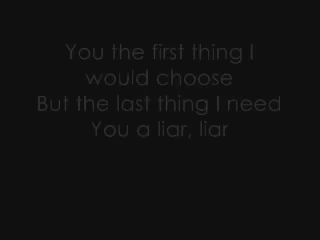 You the first thing I
would choose
But the last thing I need
You a liar, liar